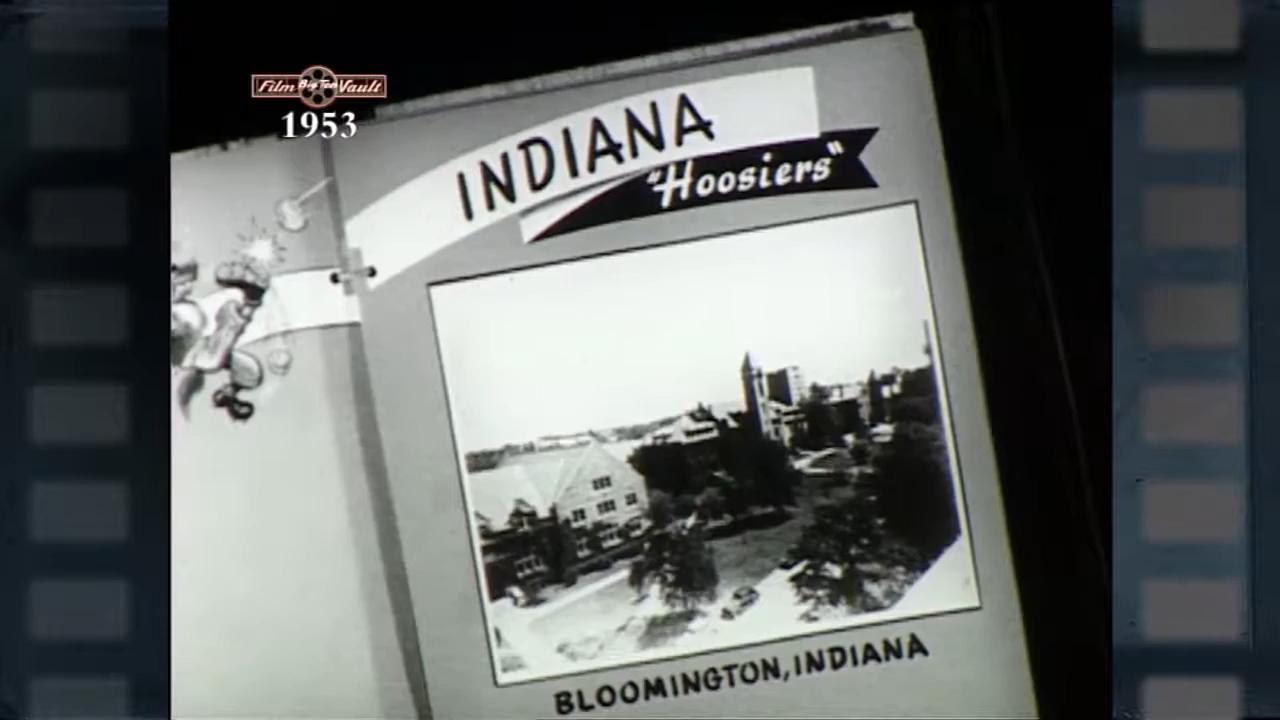 Film Big Ten Vault
1953
INDIANA
"Hoosiers"
BLOOMINGTON, INDIANA